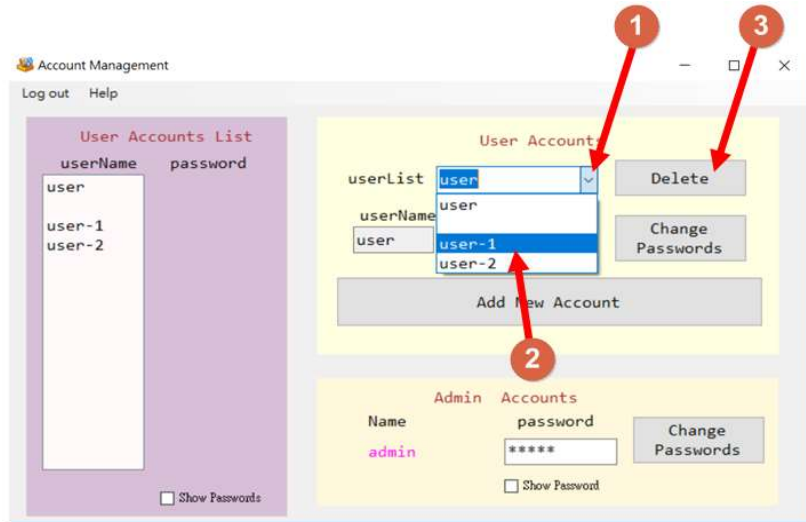 1
3
Account Management
Log out Help
User Accounts List
userName password
user
user-1
user-2
Show Passwords
User Accounts
userList user
Delete
user
user-1
user-2
userName
user
Change
Passwords
Add New Account
2
Admin Accounts
Name password
admin *****
Change
Passwords
Show Password